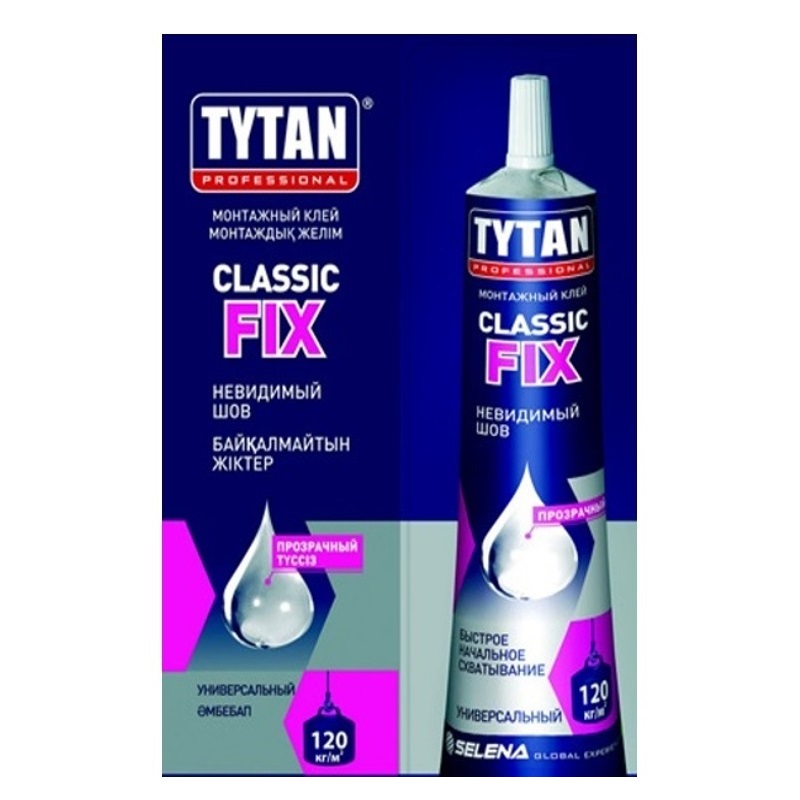 TYTAN®
PROFESSIONAL
МОНТАЖНЫЙ КЛЕЙ
МОНТАЖДЫҚ ЖЕЛІМ
CLASSIC
FIX
НЕВИДИМЫЙ
ШОВ
БАЙҚАЛМАЙТЫН
ЖІКТЕР
ПРОЗРАЧНЫЙ
ТҮССІЗ
УНИВЕРСАЛЬНЫЙ
ӘМБЕБАП
120
кг/м²
TYTAN
PROFESSIONAL
МОНТАЖНЫЙ КЛЕЙ
CLASSIC
FIX
НЕВИДИМЫЙ
ШОВ
ПРОЗРАЧНЫЙ
БЫСТРОЕ
НАЧАЛЬНОЕ
СХВАТЫВАНИЕ
УНИВЕРСАЛЬНЫЙ
120
кг/м²
SELENA GLOBAL EXPERT